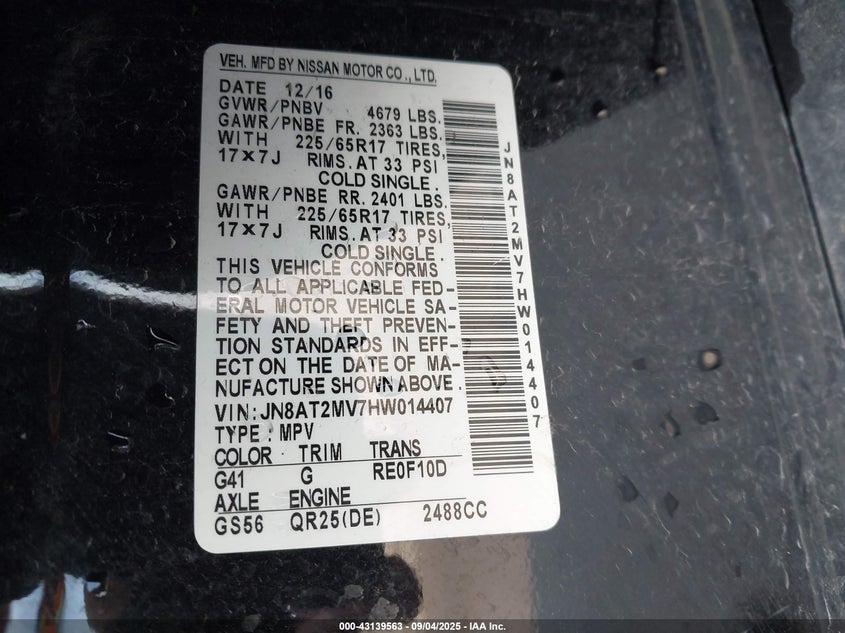 VEH. MFD BY NISSAN MOTOR CO., LTD.
DATE 12/16
GVWR/PNBV 4679 LBS.
GAWR/PNBE FR. 2363 LBS.
WITH 225/65R17 TIRES,
17×7J RIMS. AT 33 PSI
COLD SINGLE.
GAWR/PNBE RR. 2401 LBS.
WITH 225/65R17 TIRES,
17×7J RIMS. AT 33 PSI
COLD SINGLE.
THIS VEHICLE CONFORMS
TO ALL APPLICABLE FED-
ERAL MOTOR VEHICLE SA-
FETY AND THEFT PREVEN-
TION STANDARDS IN EFF-
ECT ON THE DATE OF MA-
NUFACTURE SHOWN ABOVE.
VIN:JN8AT2MV7HW014407
TYPE:MPV
COLOR TRIM TRANS
G41 G RE0F10D
AXLE ENGINE
GS56 QR25(DE) 2488CC
JN8AT2MV7HW014407
000-43139563 - 09/04/2025 - IAA Inc.